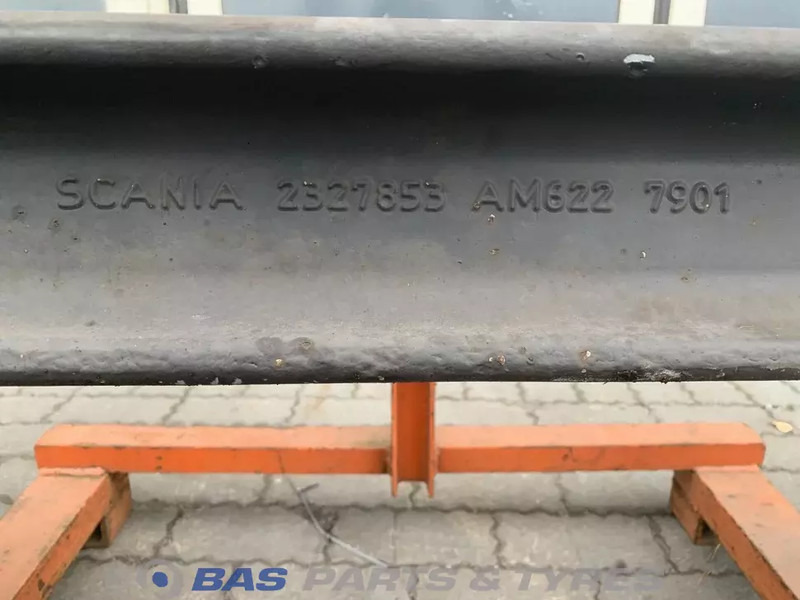 SCANIA 2327853 AM622 7901
BAS PARTS & TYRES